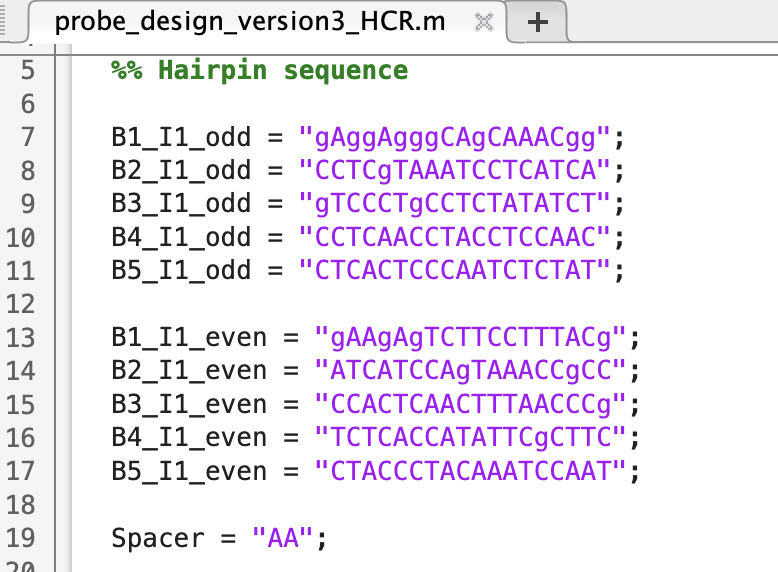 probe_design_version3_HCR.m
5 %% Hairpin sequence
6
7 B1_I1_odd = "gAggAgggCAgCAAACgg";
8 B2_I1_odd = "CCTCgTAAATCCTCATCA";
9 B3_I1_odd = "gTCCCTgCCTCTATATCT";
10 B4_I1_odd = "CCTCAACCTACCTCCAAC";
11 B5_I1_odd = "CTCACTCCCAATCTCTAT";
12
13 B1_I1_even = "gAAgAgTCTTCCTTTACg";
14 B2_I1_even = "ATCATCCAgTAAACCgCC";
15 B3_I1_even = "CCACTCAACTTTAACCCg";
16 B4_I1_even = "TCTCACCATATTCgCTTC";
17 B5_I1_even = "CTACCCTACAAATCCAAT";
18
19 Spacer = "AA";
20